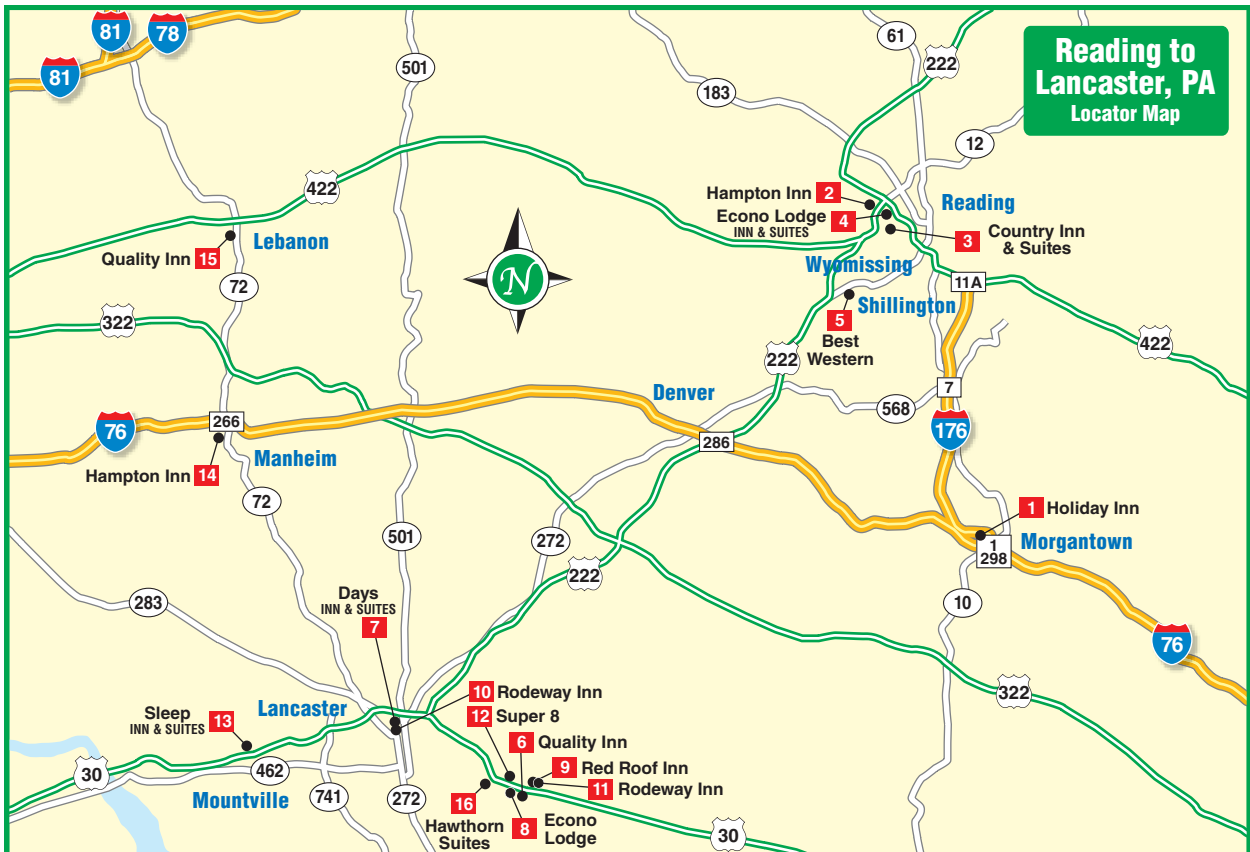 81
78
81
501
61
222
Reading to
Lancaster, PA
Locator Map
183
12
422
Hampton Inn 2
Econo Lodge
INN & SUITES
4
Reading
3
Country Inn
& Suites
Lebanon
Quality Inn 15
72
N
Wyomissing
11A
Shillington
322
5
Best
Western
222
422
Denver
7
568
76
266
286
176
Manheim
Hampton Inn 14
72
501
272
1 Holiday Inn
Morgantown
1
298
222
283
Days
INN & SUITES
7
10
76
322
10 Rodeway Inn
Lancaster
12 Super 8
Sleep
INN & SUITES
13
6 Quality Inn
9 Red Roof Inn
11 Rodeway Inn
30
462
Mountville
741
272
16
Hawthorn
Suites
8
Econo
Lodge
30